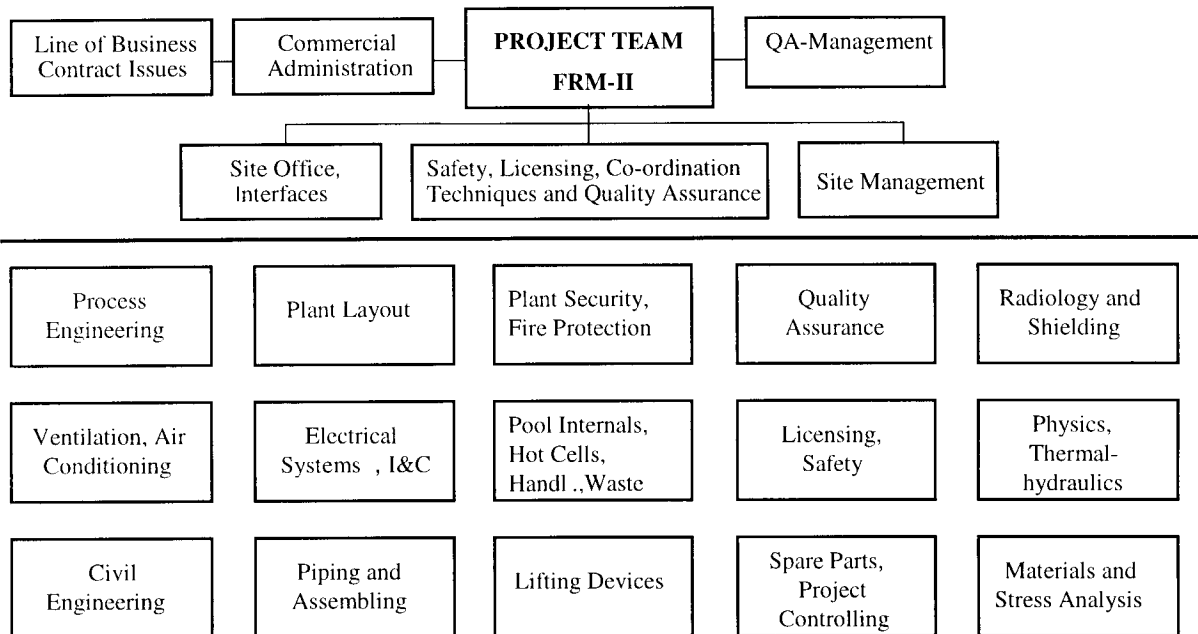 Line of Business
Contract Issues
Commercial
Administration
PROJECT TEAM
FRM-II
QA-Management
Site Office,
Interfaces
Safety, Licensing, Co-ordination
Techniques and Quality Assurance
Site Management
Process
Engineering
Plant Layout
Plant Security,
Fire Protection
Quality
Assurance
Radiology and
Shielding
Ventilation, Air
Conditioning
Electrical
Systems , I&C
Pool Internals,
Hot Cells,
Handl .,Waste
Licensing,
Safety
Physics,
Thermal-
hydraulics
Civil
Engineering
Piping and
Assembling
Lifting Devices
Spare Parts,
Project
Controlling
Materials and
Stress Analysis